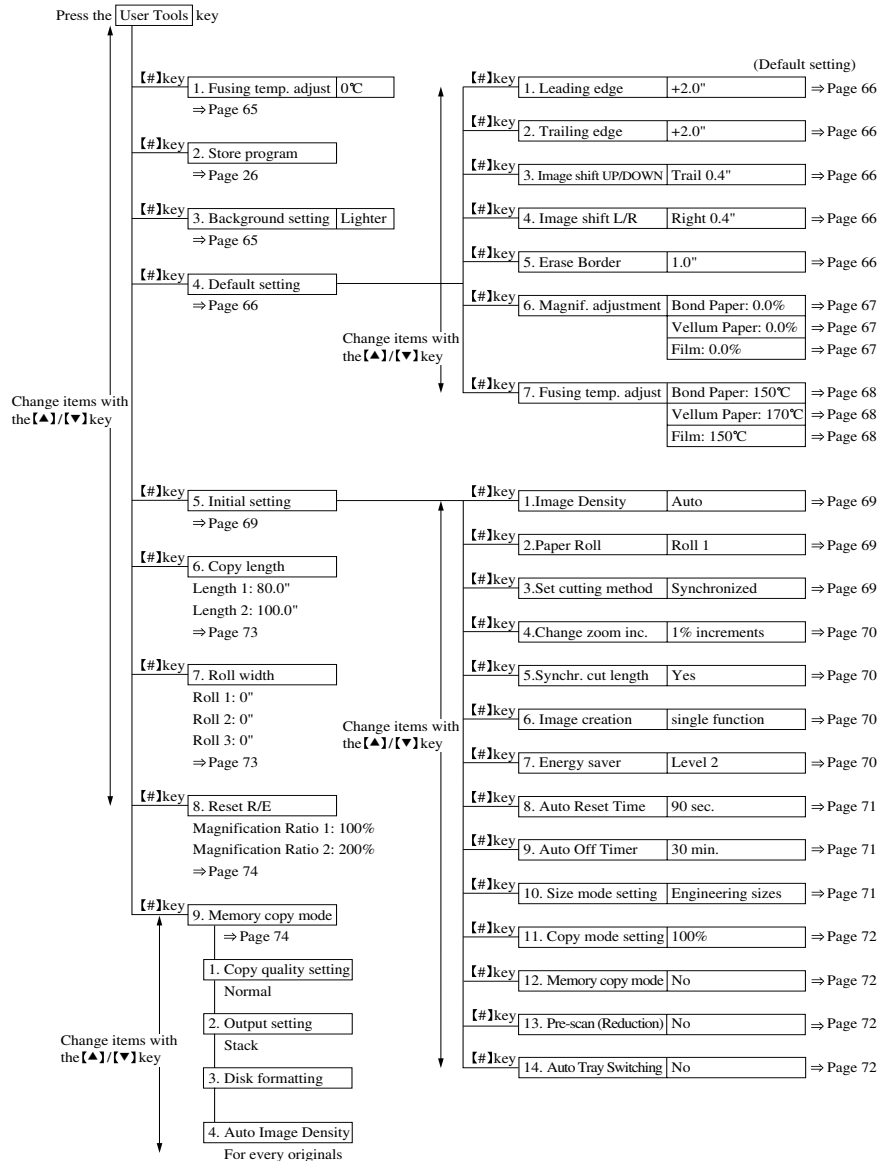 Press the User Tools key
(Default setting)
【#】key 1. Fusing temp. adjust 0℃
⇒Page 65
【#】key 2. Store program
⇒Page 26
【#】key 3. Background setting Lighter
⇒Page 65
【#】key 4. Default setting
⇒Page 66
Change items with
the【▲】/【▼】key
【#】key 1. Leading edge +2.0" ⇒Page 66
【#】key 2. Trailing edge +2.0" ⇒Page 66
【#】key 3. Image shift UP/DOWN Trail 0.4" ⇒Page 66
【#】key 4. Image shift L/R Right 0.4" ⇒Page 66
【#】key 5. Erase Border 1.0" ⇒Page 66
【#】key 6. Magnif. adjustment Bond Paper: 0.0% ⇒Page 67
Vellum Paper: 0.0% ⇒Page 67
Film: 0.0% ⇒Page 67
Change items with
the【▲】/【▼】key
【#】key 7. Fusing temp. adjust Bond Paper: 150℃ ⇒Page 68
Vellum Paper: 170℃ ⇒Page 68
Film: 150℃ ⇒Page 68
【#】key 5. Initial setting
⇒Page 69
【#】key 6. Copy length
Length 1: 80.0"
Length 2: 100.0"
⇒Page 73
【#】key 7. Roll width
Roll 1: 0"
Roll 2: 0"
Roll 3: 0"
⇒Page 73
【#】key 8. Reset R/E
Magnification Ratio 1: 100%
Magnification Ratio 2: 200%
⇒Page 74
【#】key 1.Image Density Auto ⇒Page 69
【#】key 2.Paper Roll Roll 1 ⇒Page 69
【#】key 3.Set cutting method Synchronized ⇒Page 69
【#】key 4.Change zoom inc. 1% increments ⇒Page 70
【#】key 5.Synchr. cut length Yes ⇒Page 70
Change items with
the【▲】/【▼】key
【#】key 6. Image creation single function ⇒Page 70
【#】key 7. Energy saver Level 2 ⇒Page 70
【#】key 8. Auto Reset Time 90 sec. ⇒Page 71
【#】key 9. Auto Off Timer 30 min. ⇒Page 71
【#】key 10. Size mode setting Engineering sizes ⇒Page 71
【#】key 11. Copy mode setting 100% ⇒Page 72
【#】key 12. Memory copy mode No ⇒Page 72
【#】key 13. Pre-scan (Reduction) No ⇒Page 72
【#】key 14. Auto Tray Switching No ⇒Page 72
【#】key 9. Memory copy mode
⇒Page 74
1. Copy quality setting
Normal
2. Output setting
Stack
Change items with
the【▲】/【▼】key
3. Disk formatting
4. Auto Image Density
For every originals